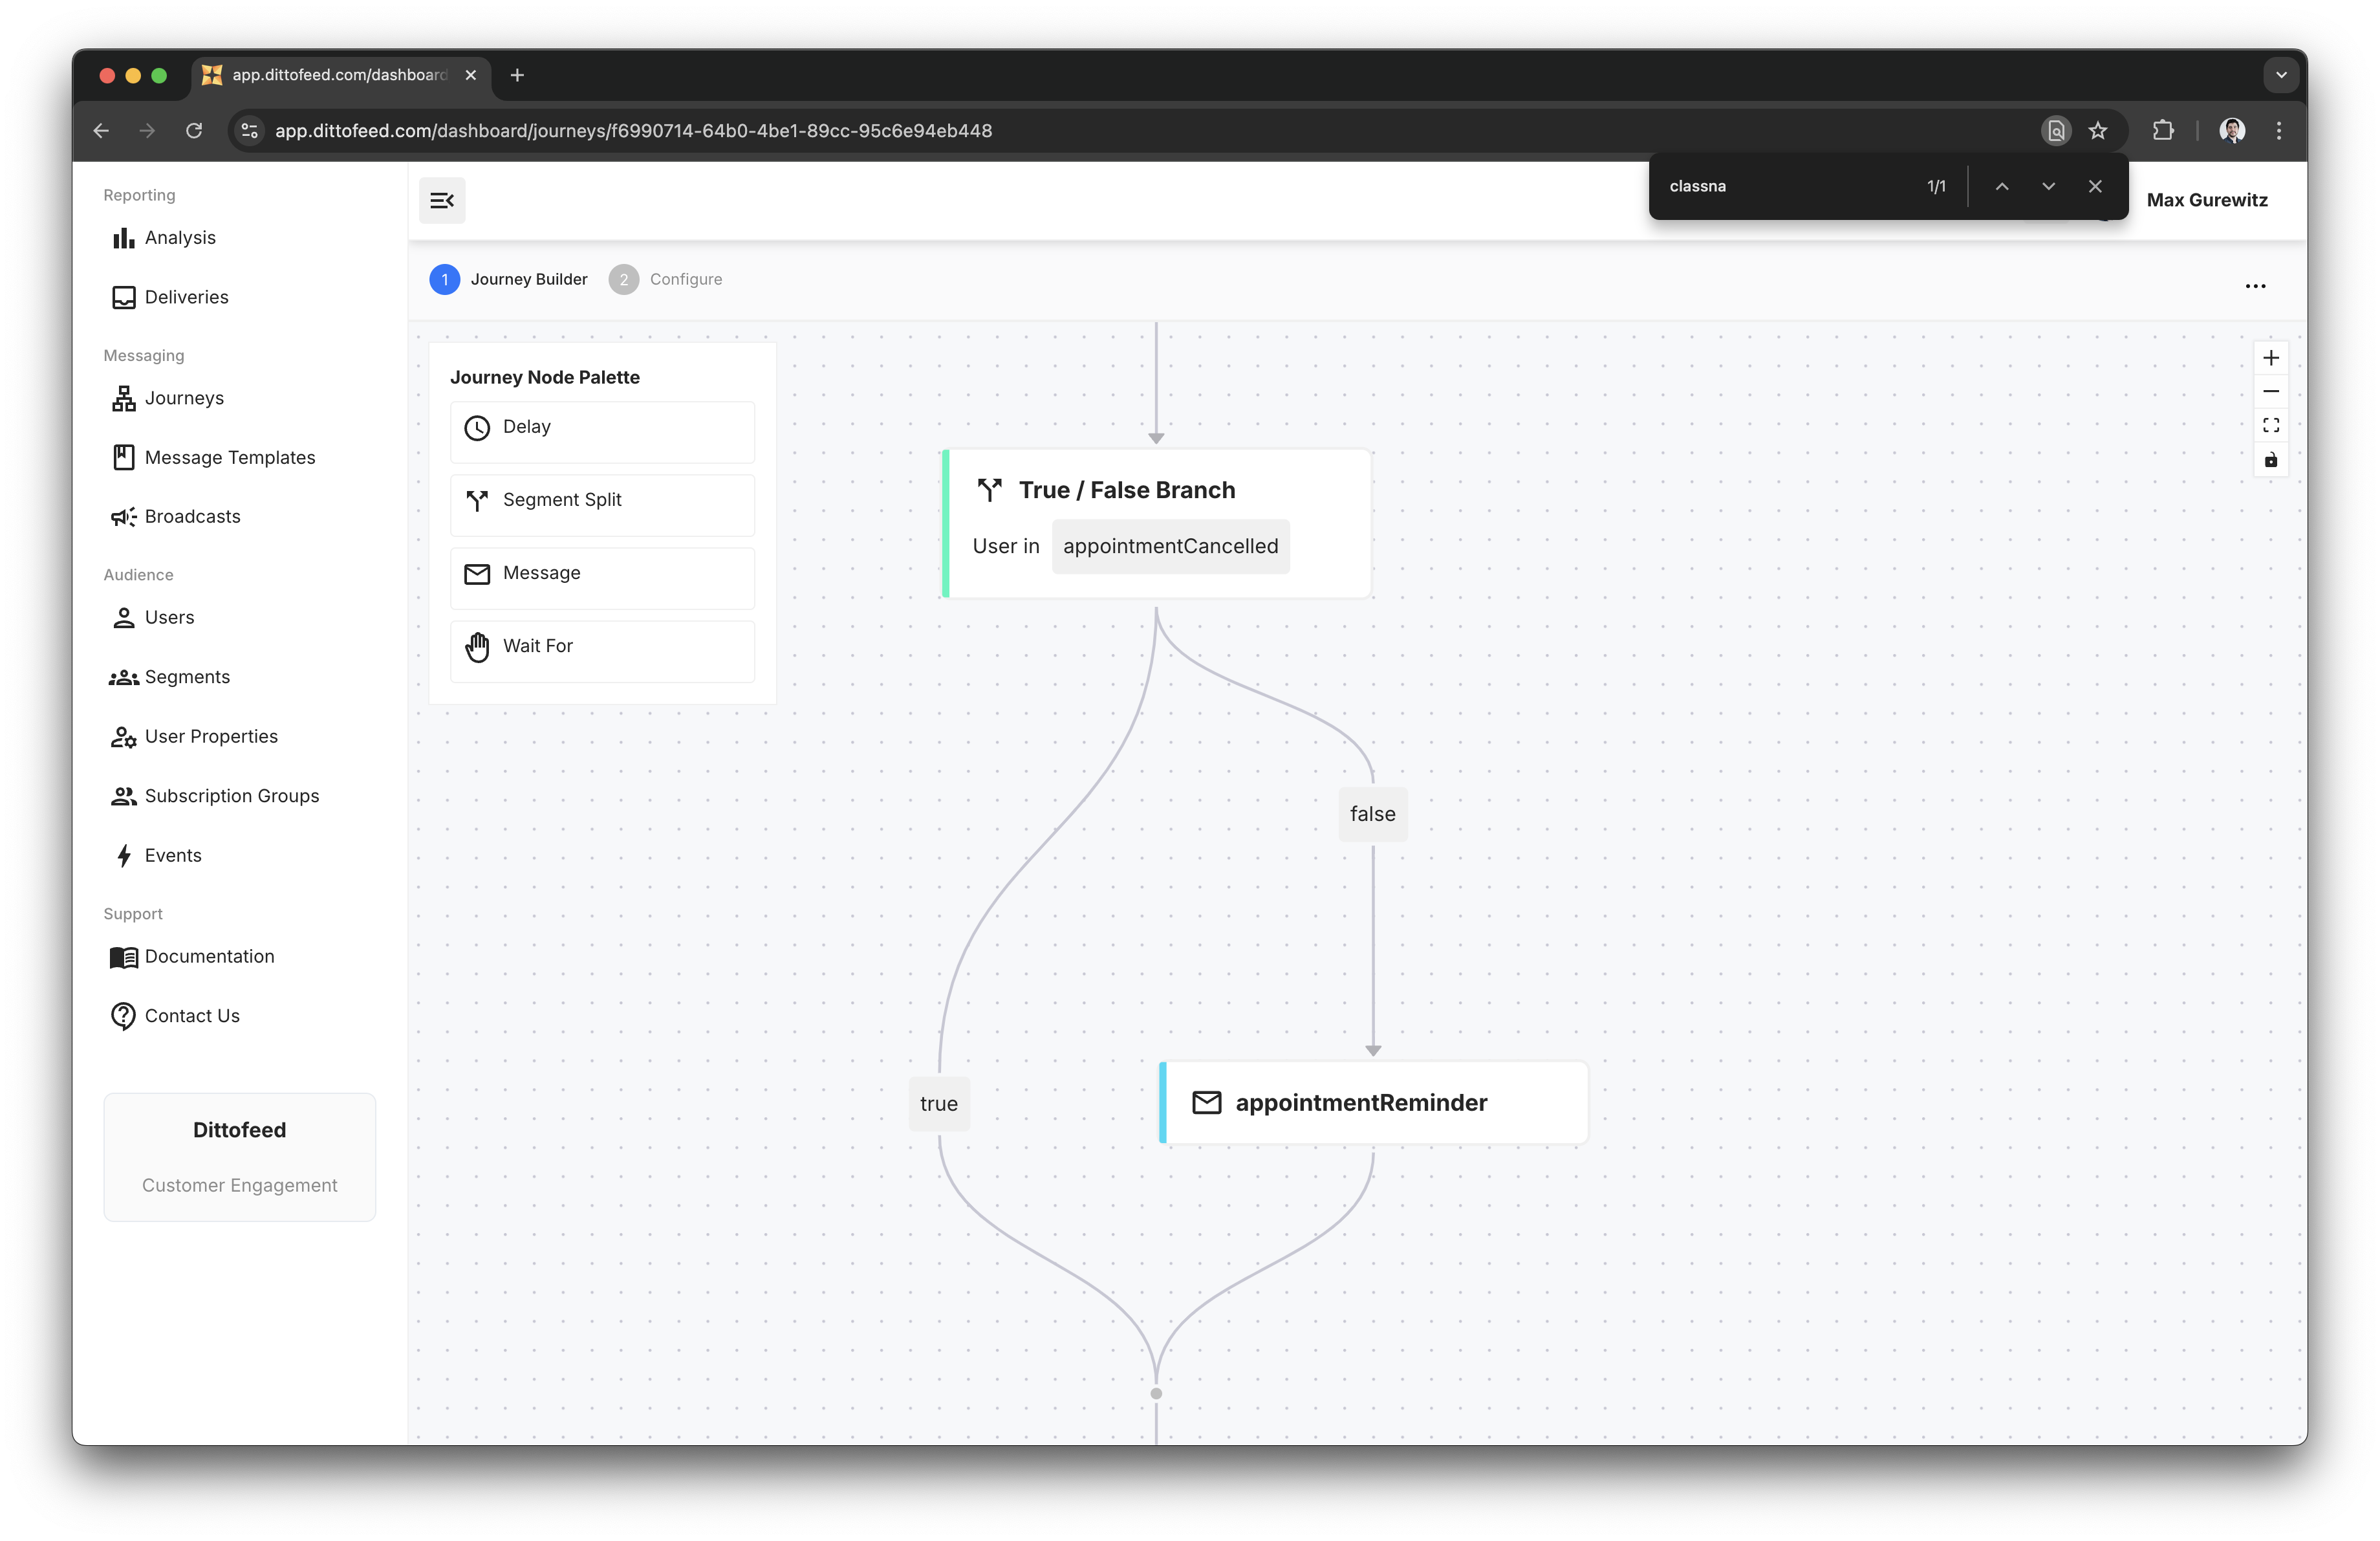 app.dittofeed.com/dashboard
app.dittofeed.com/dashboard/journeys/f6990714-64b0-4be1-89cc-95c6e94eb448
classna
1/1
Max Gurewitz
Reporting
Analysis
Deliveries
Messaging
Journeys
Message Templates
Broadcasts
Audience
Users
Segments
User Properties
Subscription Groups
Events
Support
Documentation
Contact Us
Dittofeed
Customer Engagement
1 Journey Builder 2 Configure
Journey Node Palette
Delay
Segment Split
Message
Wait For
True / False Branch
User in appointmentCancelled
false
true
appointmentReminder